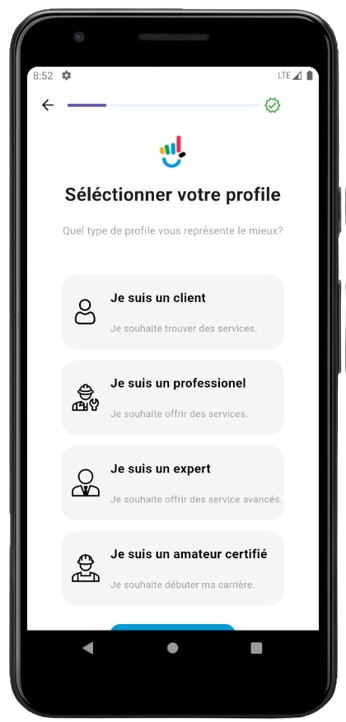 8:52
LTE
Séléctionner votre profile
Quel type de profile vous représente le mieux?
Je suis un client
Je souhaite trouver des services.
Je suis un professionel
Je souhaite offrir des services.
Je suis un expert
Je souhaite offrir des service avancés.
Je suis un amateur certifié
Je souhaite débuter ma carrière.